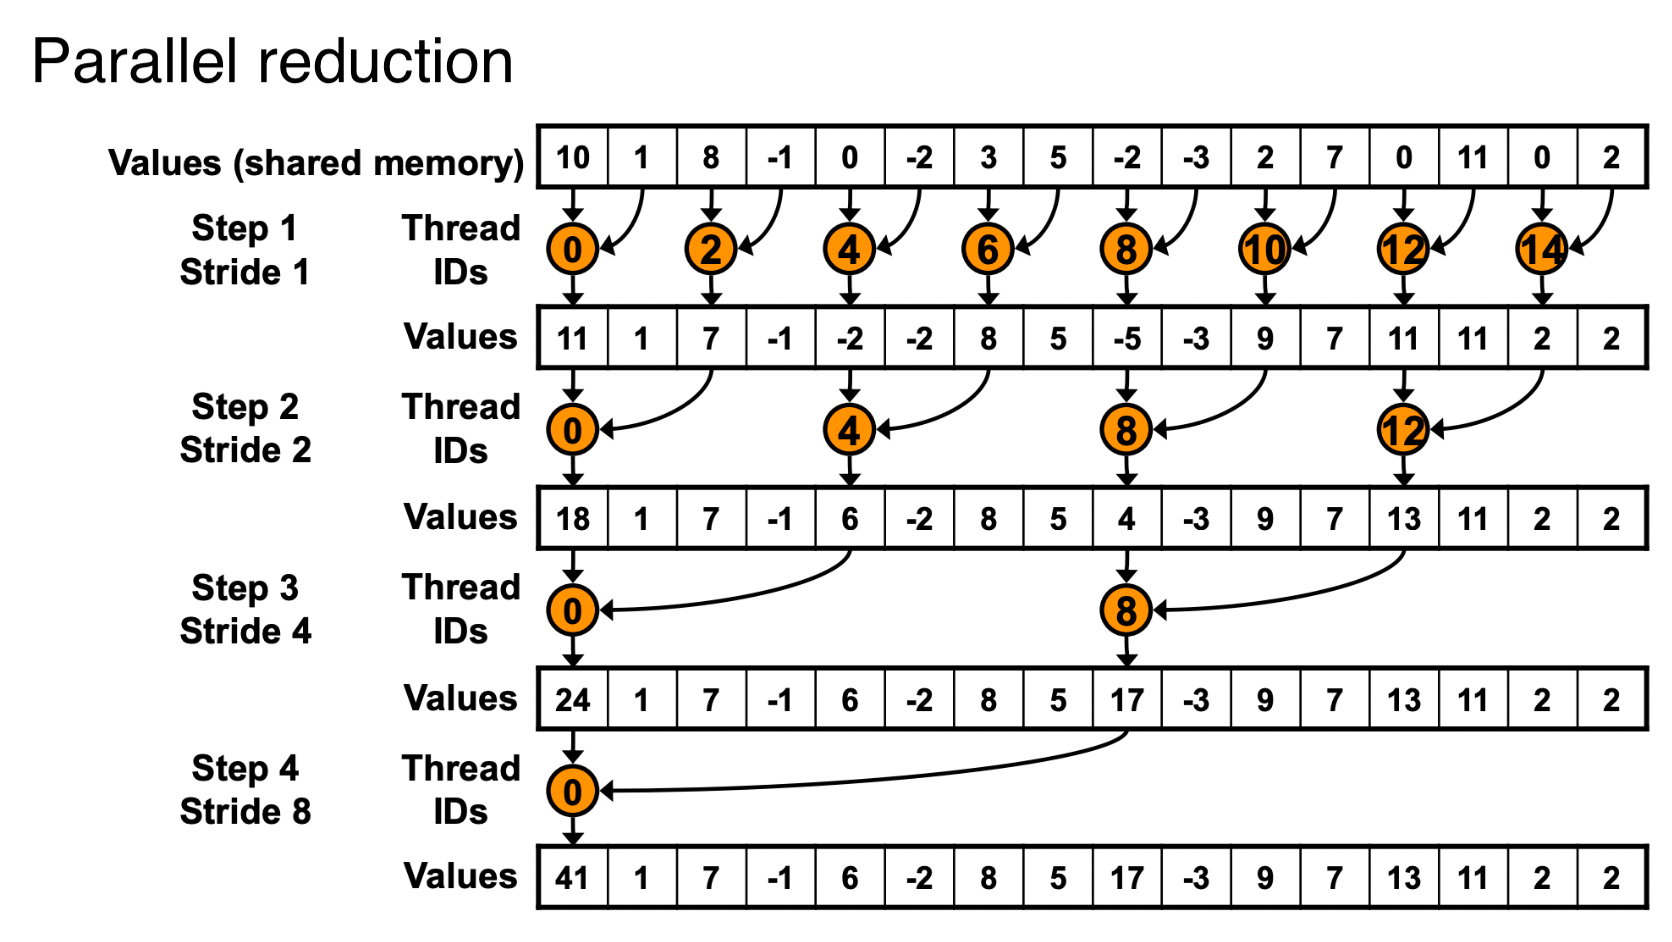 Parallel reduction
Values (shared memory) 10 1 8 -1 0 -2 3 5 -2 -3 2 7 0 11 0 2
Step 1 Thread 0 2 4 6 8 10 12 14
Stride 1 IDs
Values 11 1 7 -1 -2 -2 8 5 -5 -3 9 7 11 11 2 2
Step 2 Thread 0 4 8 12
Stride 2 IDs
Values 18 1 7 -1 6 -2 8 5 4 -3 9 7 13 11 2 2
Step 3 Thread 0 8
Stride 4 IDs
Values 24 1 7 -1 6 -2 8 5 17 -3 9 7 13 11 2 2
Step 4 Thread 0
Stride 8 IDs
Values 41 1 7 -1 6 -2 8 5 17 -3 9 7 13 11 2 2